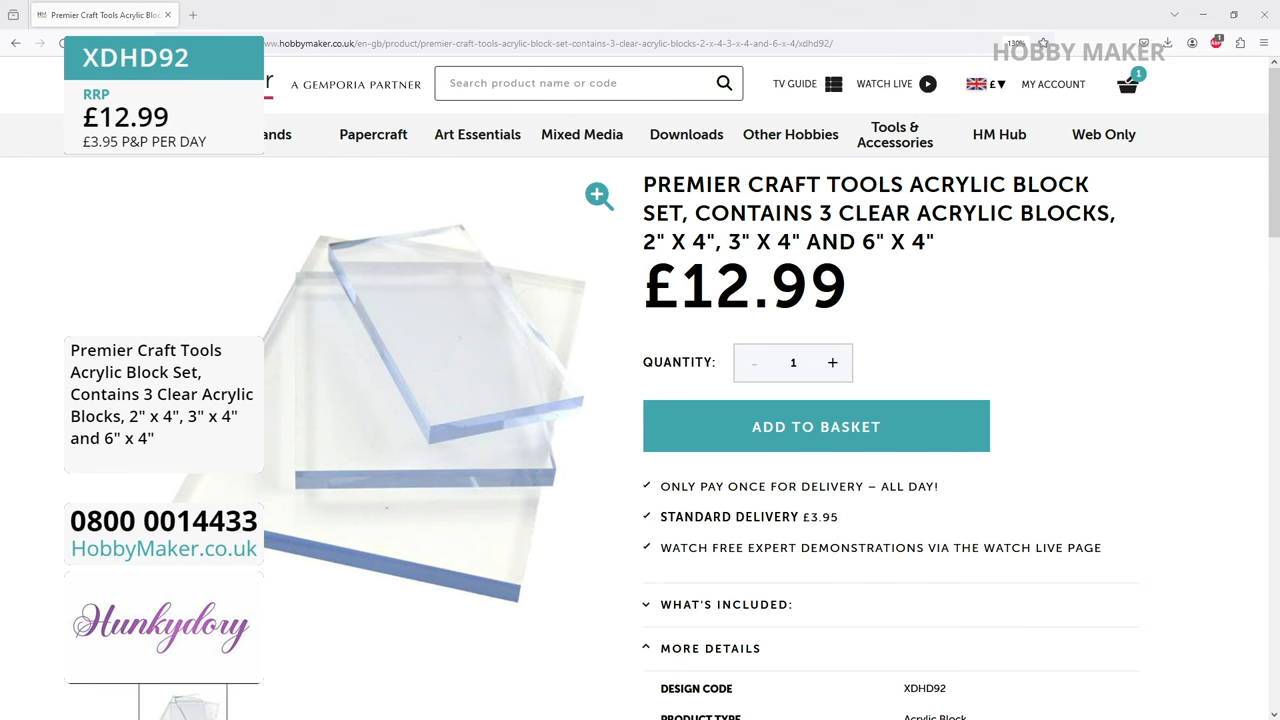 Premier Craft Tools Acrylic Bloc
www.hobbymaker.co.uk/en-gb/product/premier-craft-tools-acrylic-block-set-contains-3-clear-acrylic-blocks-2-x-4-3-x-4-and-6-x-4/xdhd92/
130%
1
HOBBY MAKER
XDHD92
RRP
£12.99
£3.95 P&P PER DAY
r
A GEMPORIA PARTNER
Search product name or code
TV GUIDE
WATCH LIVE
£
MY ACCOUNT
1
ands
Papercraft
Art Essentials
Mixed Media
Downloads
Other Hobbies
Tools &
Accessories
HM Hub
Web Only
PREMIER CRAFT TOOLS ACRYLIC BLOCK
SET, CONTAINS 3 CLEAR ACRYLIC BLOCKS,
2" X 4", 3" X 4" AND 6" X 4"
£12.99
QUANTITY:
- 1 +
ADD TO BASKET
ONLY PAY ONCE FOR DELIVERY – ALL DAY!
STANDARD DELIVERY £3.95
WATCH FREE EXPERT DEMONSTRATIONS VIA THE WATCH LIVE PAGE
WHAT'S INCLUDED:
MORE DETAILS
DESIGN CODE XDHD92
PRODUCT TYPE Acrylic Block
Premier Craft Tools
Acrylic Block Set,
Contains 3 Clear Acrylic
Blocks, 2" x 4", 3" x 4"
and 6" x 4"
0800 0014433
HobbyMaker.co.uk
Hunkydory